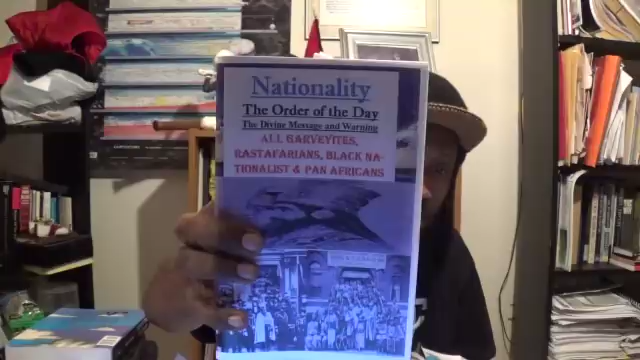 Nationality
The Order of the Day
The Divine Message and Warning
ALL GARVEYITES,
RASTAFARIANS, BLACK NA-
TIONALIST & PAN AFRICANS